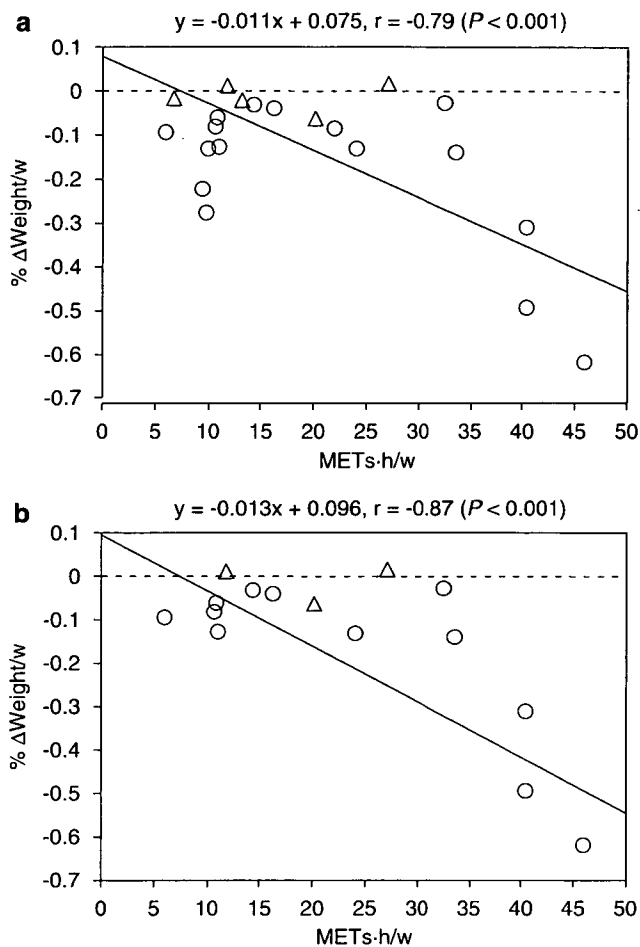 a
y = -0.011x + 0.075, r = -0.79 (P < 0.001)
0.1
0
-0.1
-0.2
-0.3
-0.4
-0.5
-0.6
-0.7
% ΔWeight/w
0 5 10 15 20 25 30 35 40 45 50
METs·h/w
b
y = -0.013x + 0.096, r = -0.87 (P < 0.001)
0.1
0
-0.1
-0.2
-0.3
-0.4
-0.5
-0.6
-0.7
% ΔWeight/w
0 5 10 15 20 25 30 35 40 45 50
METs·h/w